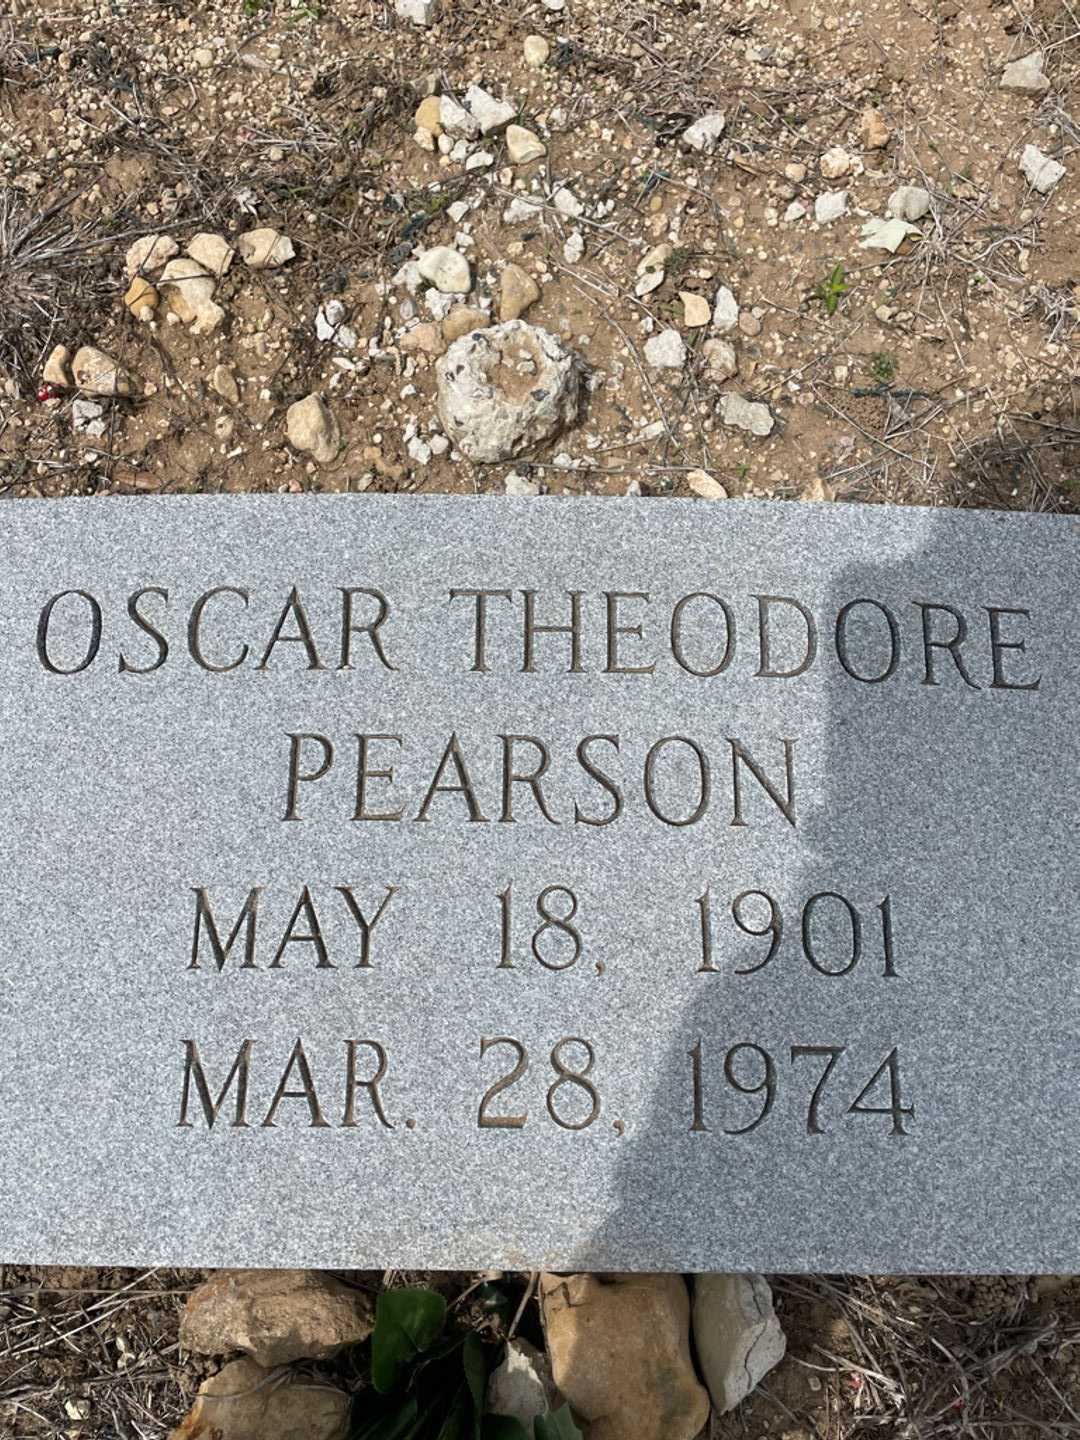 OSCAR THEODORE
PEARSON
MAY 18, 1901
MAR. 28, 1974